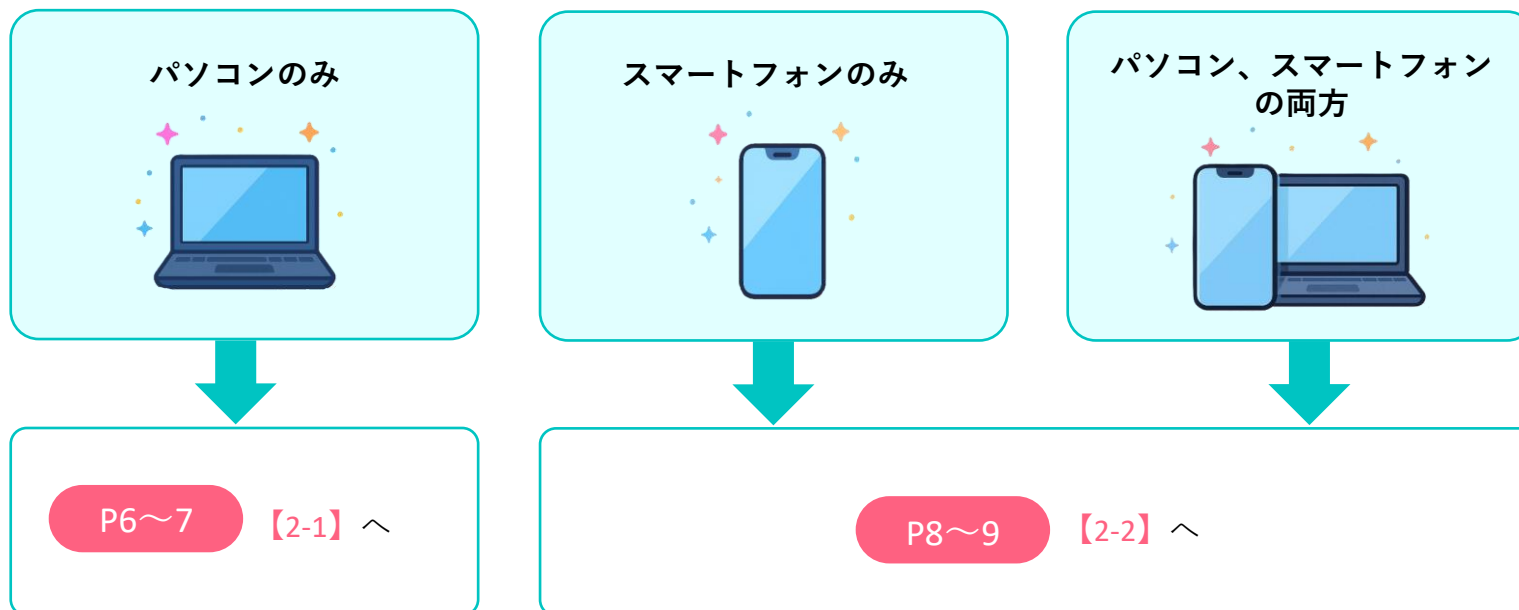 パソコンのみ
スマートフォンのみ
パソコン、スマートフォン
の両方
P6～7 【2-1】へ
P8～9 【2-2】へ